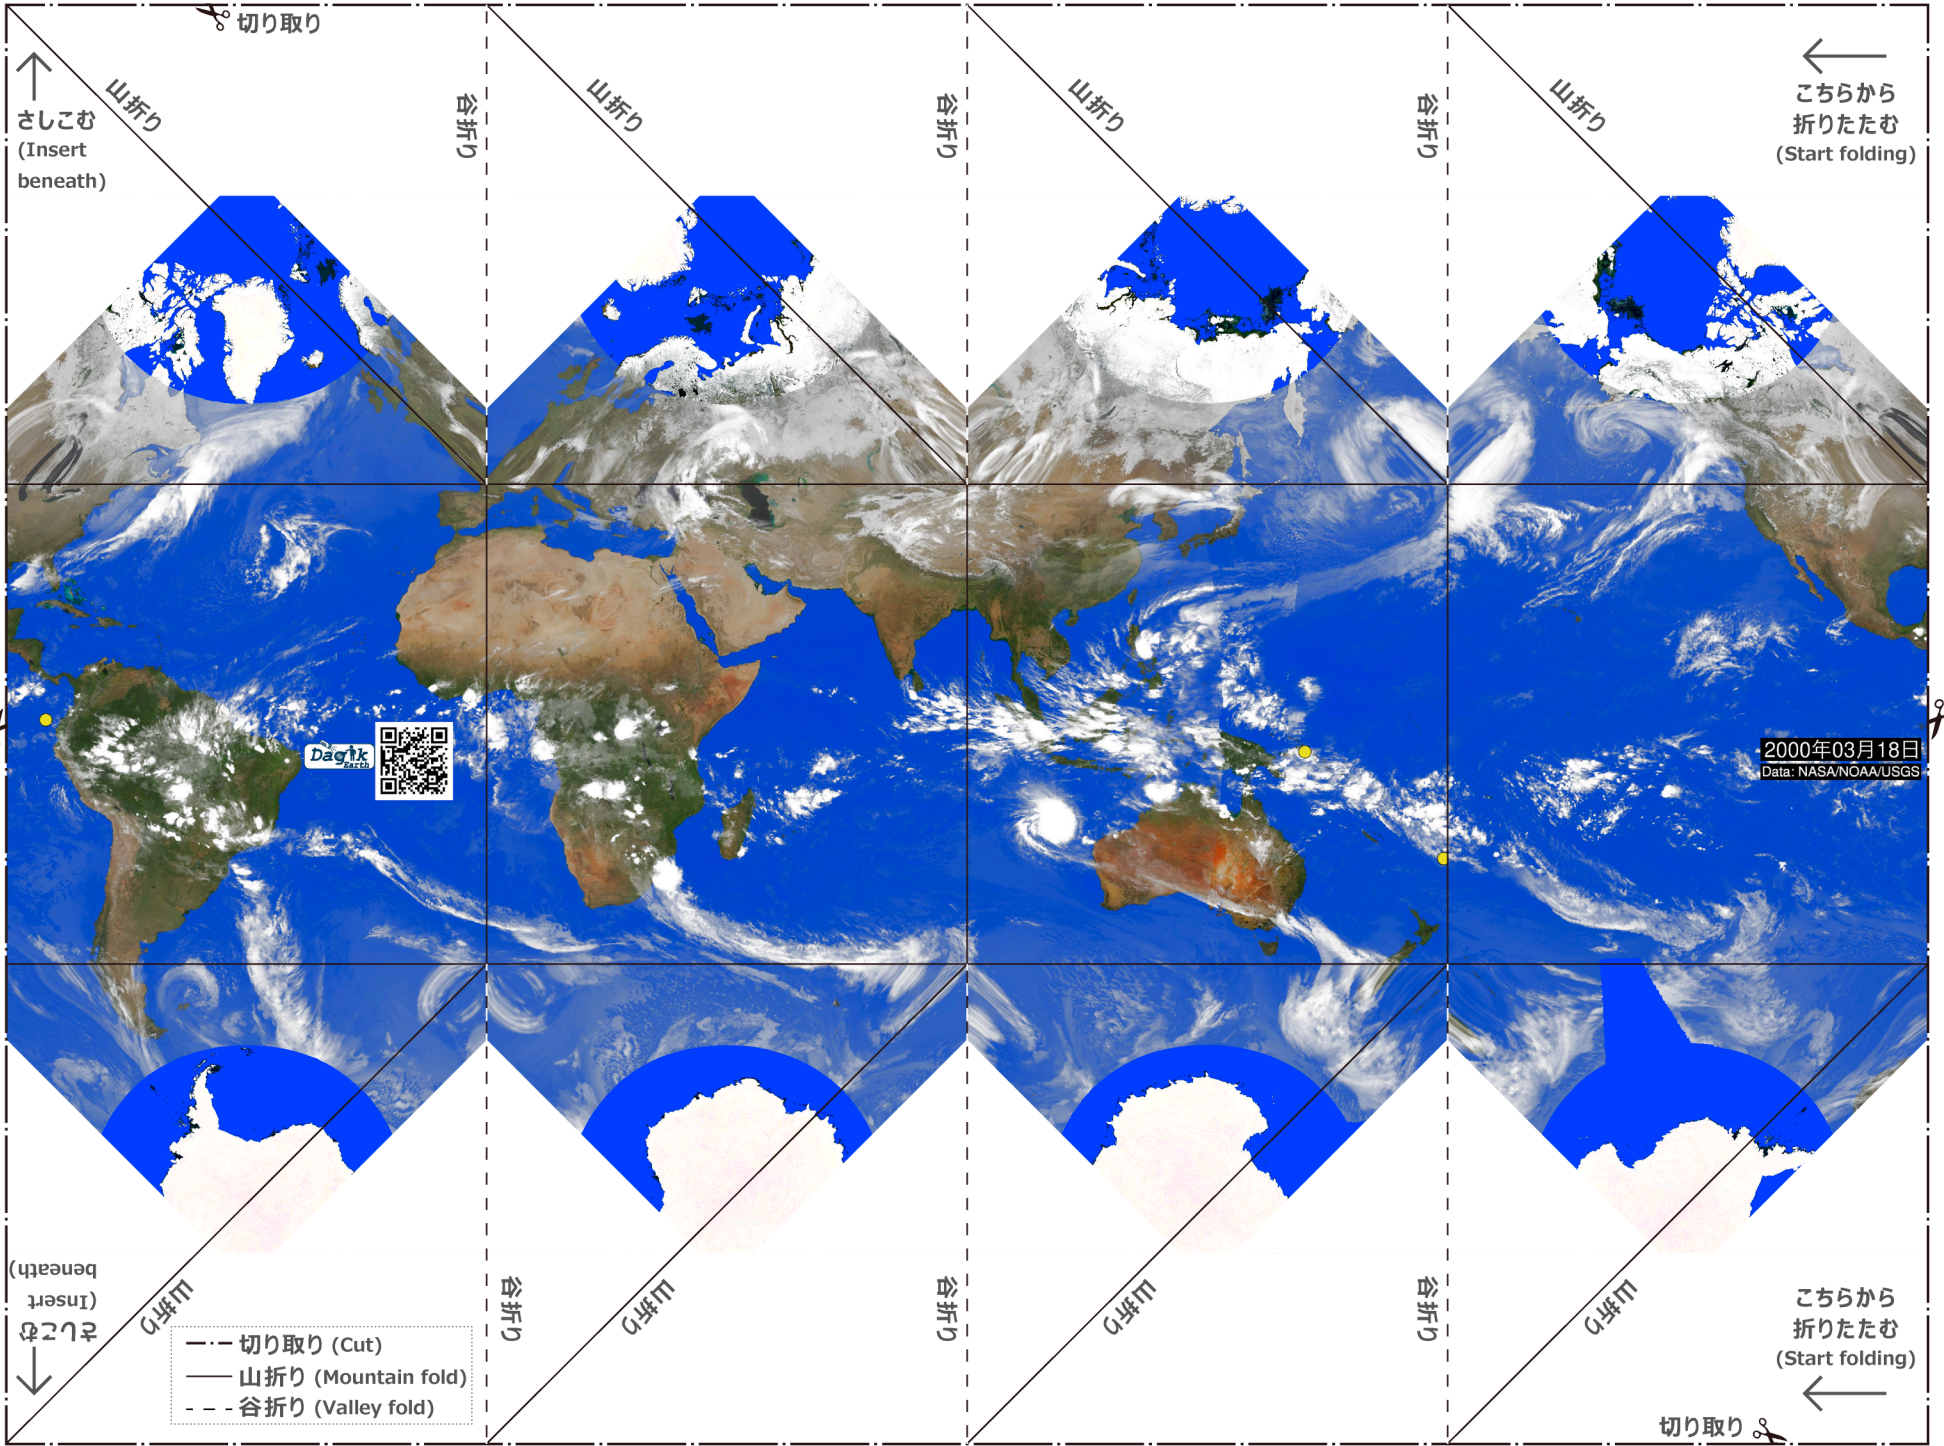 切り取り
さしこむ
(Insert
beneath)
山折り
谷折り
山折り
谷折り
山折り
谷折り
山折り
こちらから
折りたたむ
(Start folding)
Dagik
Earth
2000年03月18日
Data: NASA/NOAA/USGS
さしこむ
(Insert
beneath)
山折り
谷折り
山折り
谷折り
山折り
谷折り
山折り
こちらから
折りたたむ
(Start folding)
切り取り (Cut)
山折り (Mountain fold)
谷折り (Valley fold)
切り取り